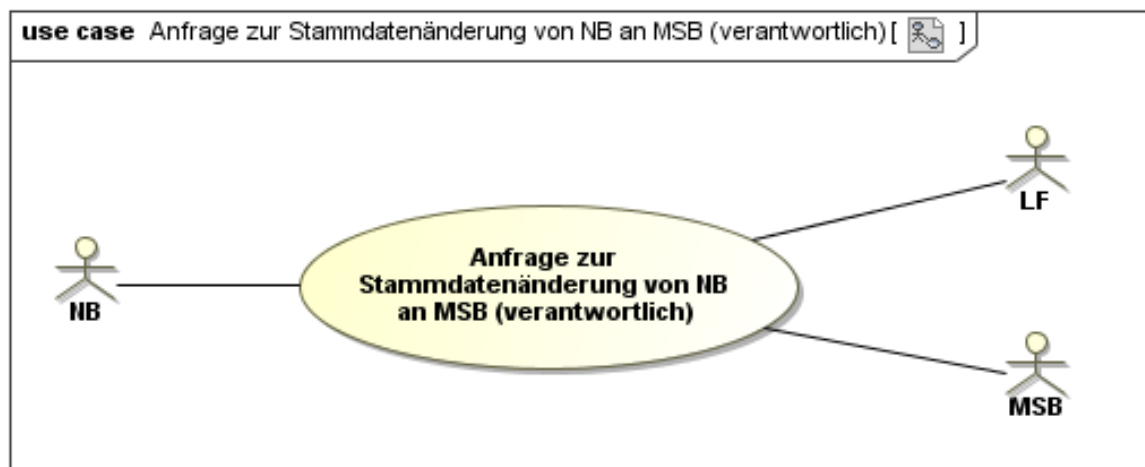 use case Anfrage zur Stammdatenänderung von NB an MSB (verantwortlich) [ ]
LF
Anfrage zur
Stammdatenänderung von NB
an MSB (verantwortlich)
NB
MSB